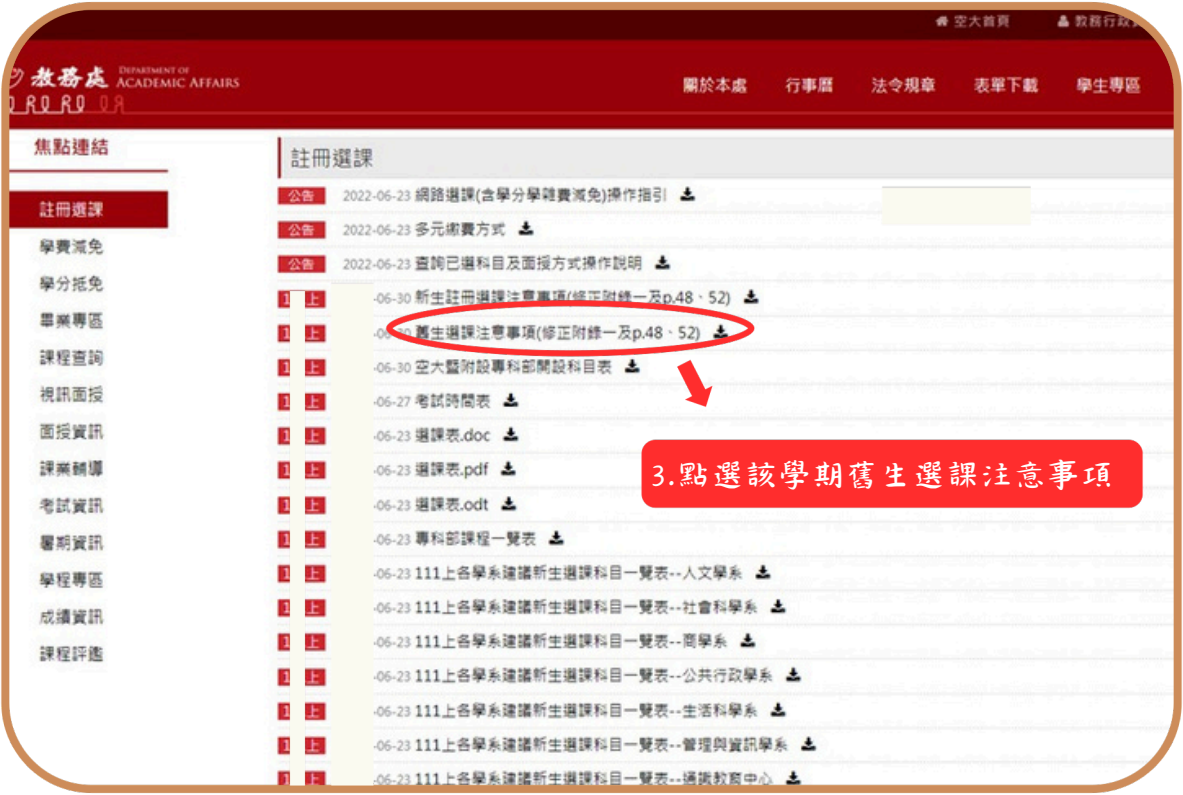 空大首頁 教務行政
教務處 DEPARTMENT OF ACADEMIC AFFAIRS
關於本處 行事曆 法令規章 表單下載 學生專區
焦點連結
註冊選課
學費減免
學分抵免
畢業專區
課程查詢
視訊面授
面授資訊
課業輔導
考試資訊
暑期資訊
學程專區
成績資訊
課程評鑑
註冊選課
公告 2022-06-23 網路選課(含學分學雜費減免)操作指引
公告 2022-06-23 多元繳費方式
公告 2022-06-23 查詢已選科目及面授方式操作說明
1 上 -06-30 新生註冊選課注意事項(修正附錄一及p.48、52)
1 上 -06-30 舊生選課注意事項(修正附錄一及p.48、52)
1 上 -06-30 空大暨附設專科部開設科目表
1 上 -06-27 考試時間表
1 上 -06-23 選課表.doc
1 上 -06-23 選課表.pdf
1 上 -06-23 選課表.odt
1 上 -06-23 專科部課程一覽表
1 上 -06-23 111上各學系建議新生選課科目一覽表--人文學系
1 上 -06-23 111上各學系建議新生選課科目一覽表--社會科學系
1 上 -06-23 111上各學系建議新生選課科目一覽表--商學系
1 上 -06-23 111上各學系建議新生選課科目一覽表--公共行政學系
1 上 -06-23 111上各學系建議新生選課科目一覽表--生活科學系
1 上 -06-23 111上各學系建議新生選課科目一覽表--管理與資訊學系
1 上 -06-23 111上各學系建議新生選課科目一覽表--通識教育中心
3.點選該學期舊生選課注意事項